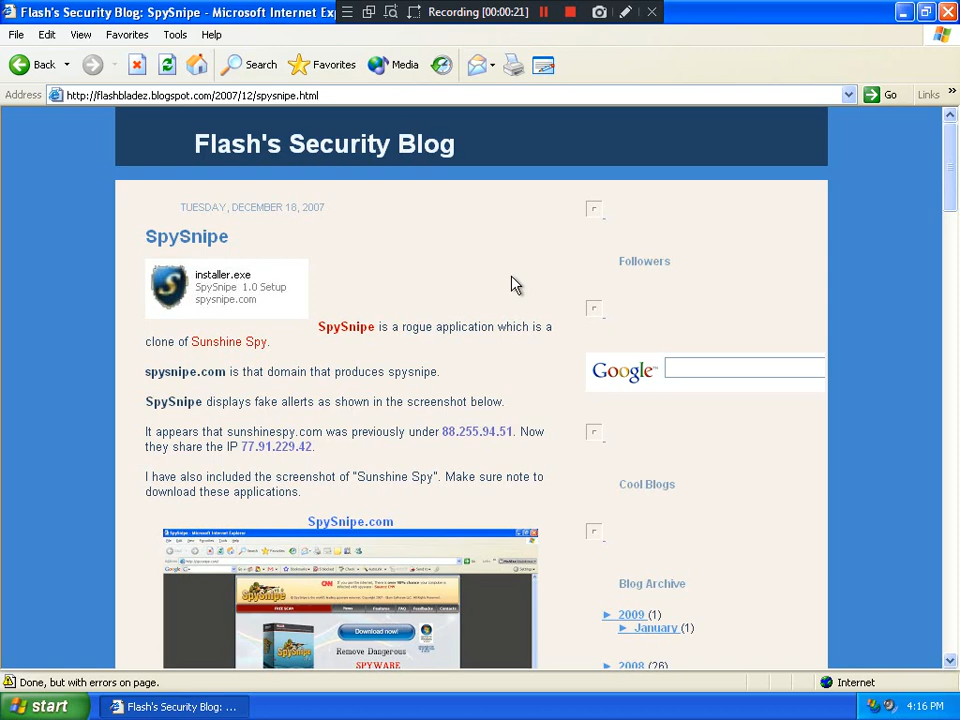 Flash's Security Blog: SpySnipe - Microsoft Internet Exp
Recording [00:00:21]
File Edit View Favorites Tools Help
Back Search Favorites Media
Address http://flashbladez.blogspot.com/2007/12/spysnipe.html Go Links »
Flash's Security Blog
TUESDAY, DECEMBER 18, 2007
SpySnipe
installer.exe
SpySnipe 1.0 Setup
spysnipe.com
SpySnipe is a rogue application which is a
clone of Sunshine Spy.
spysnipe.com is that domain that produces spysnipe.
SpySnipe displays fake allerts as shown in the screenshot below.
It appears that sunshinespy.com was previously under 88.255.94.51. Now
they share the IP 77.91.229.42.
I have also included the screenshot of "Sunshine Spy". Make sure note to
download these applications.
SpySnipe.com
SpySnipe
Download now!
Remove Dangerous
SPYWARE
Followers
Google
Cool Blogs
Blog Archive
► 2009 (1)
► January (1)
► 2008 (26)
Done, but with errors on page. Internet
start Flash's Security Blog: ... 4:16 PM